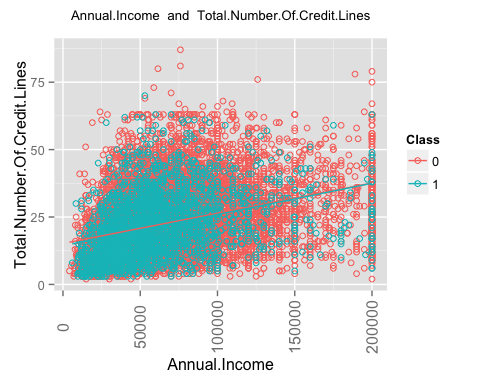 Annual.Income and Total.Number.Of.Credit.Lines
Total.Number.Of.Credit.Lines
75
50
25
0
0
50000
100000
150000
200000
Annual.Income
Class
0
1